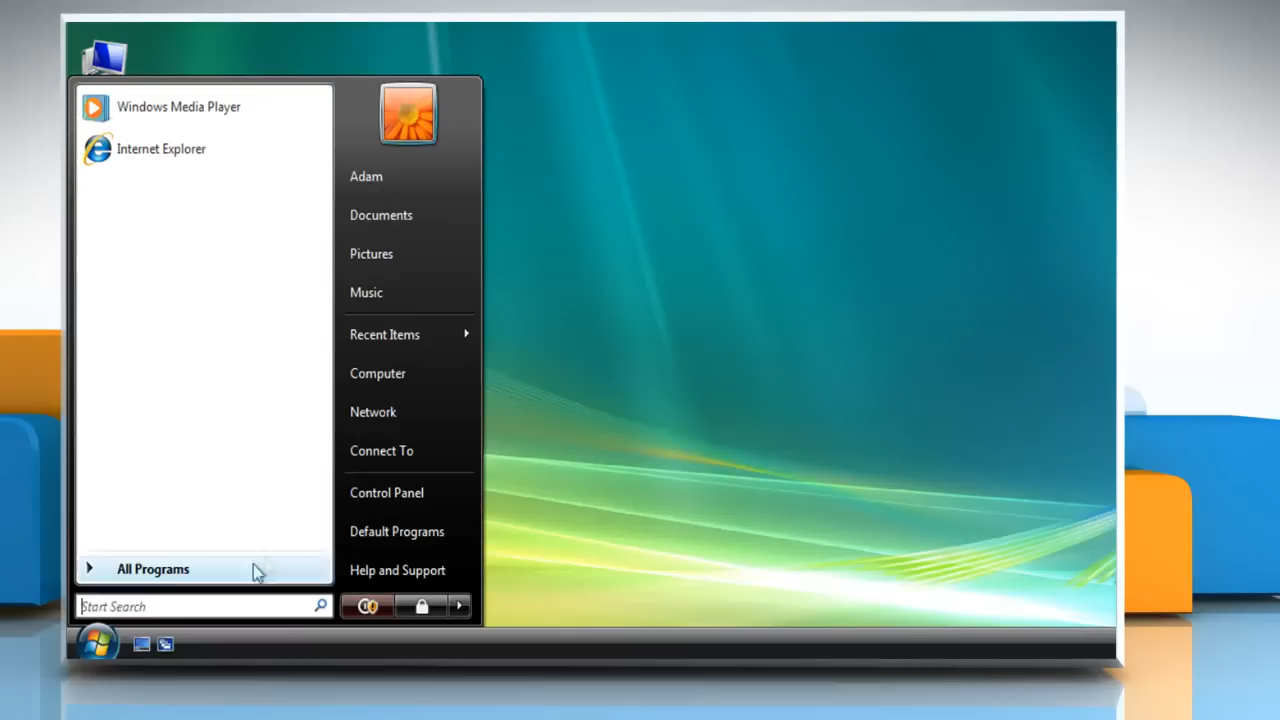 Windows Media Player
Internet Explorer
All Programs
Start Search
Adam
Documents
Pictures
Music
Recent Items
Computer
Network
Connect To
Control Panel
Default Programs
Help and Support